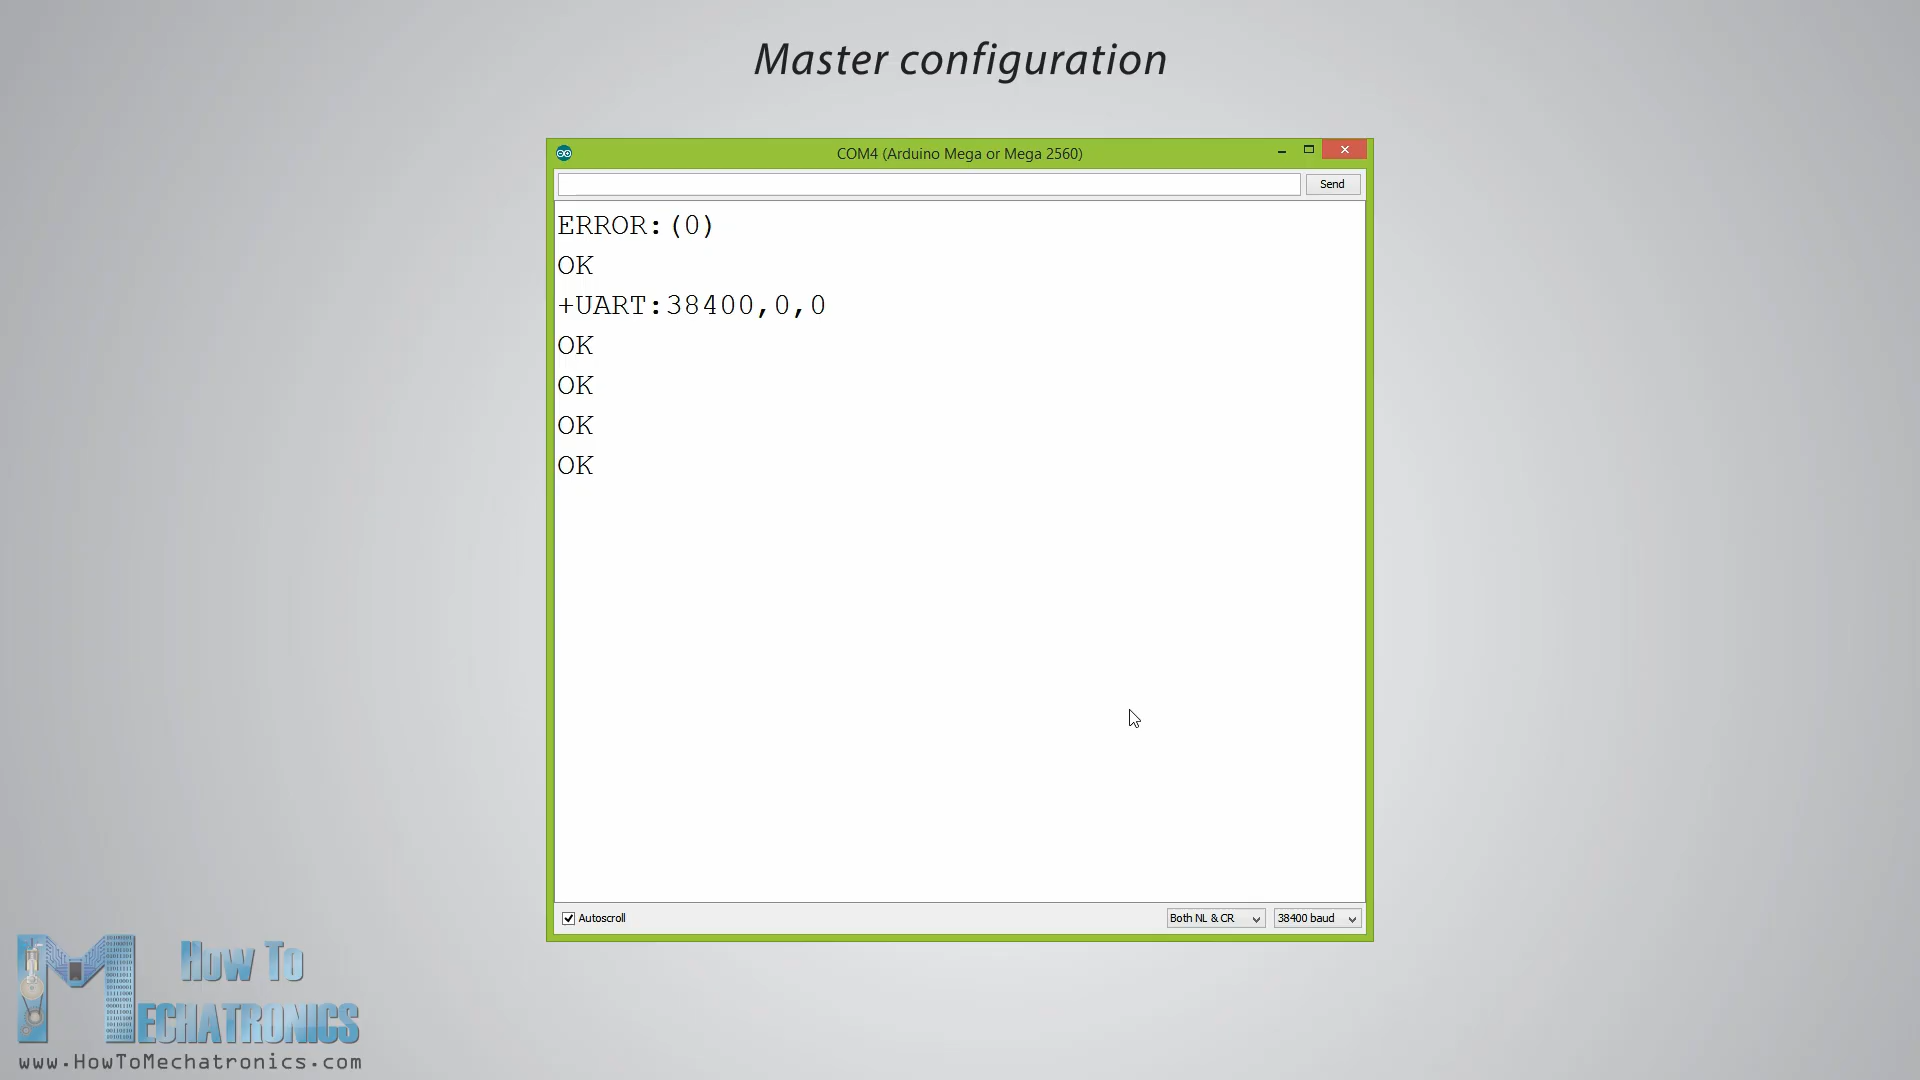 Master configuration
COM4 (Arduino Mega or Mega 2560)
Send
ERROR:(0)
OK
+UART:38400,0,0
OK
OK
OK
OK
Autoscroll
Both NL & CR
38400 baud
How To
MECHATRONICS
www.HowToMechatronics.com